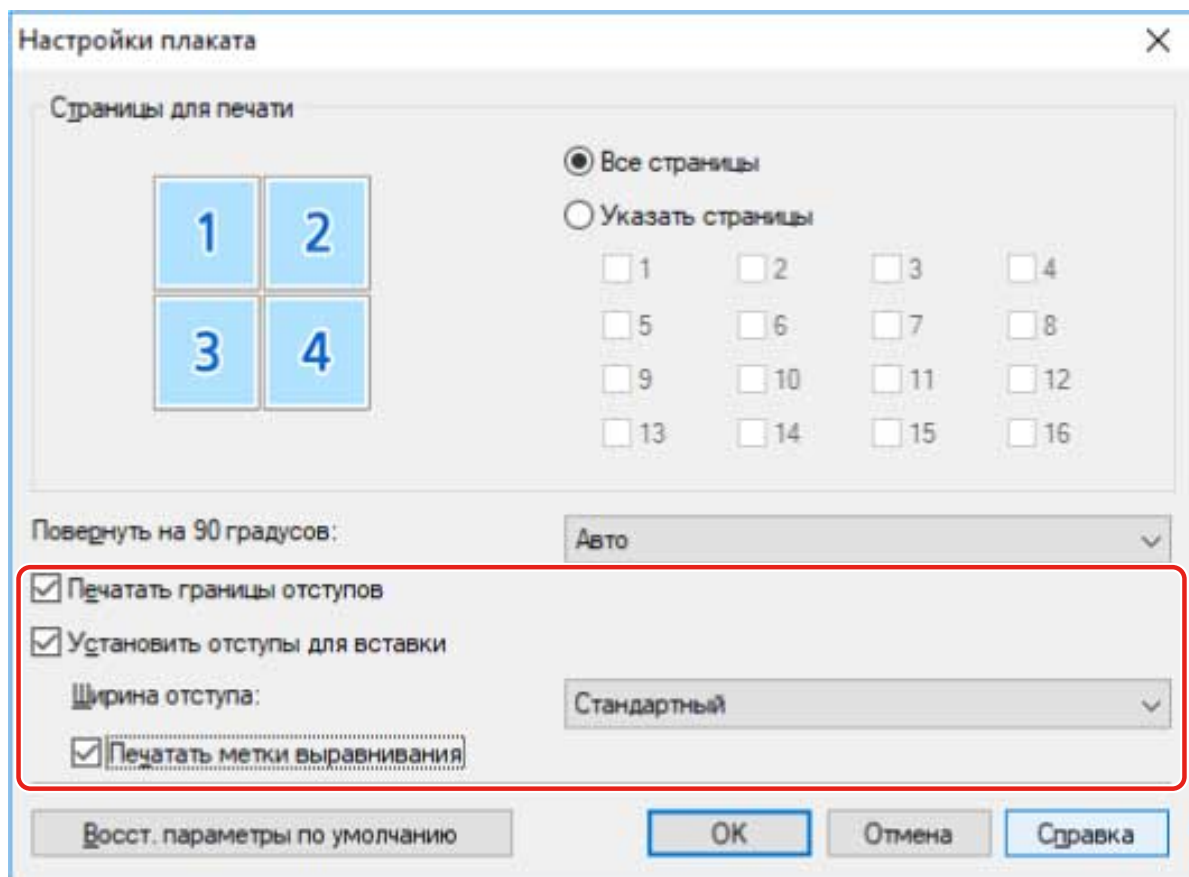 Настройки плаката
Страницы для печати
1 2
3 4
Все страницы
Указать страницы
1 2 3 4
5 6 7 8
9 10 11 12
13 14 15 16
Повернуть на 90 градусов: Авто
Печатать границы отступов
Установить отступы для вставки
Ширина отступа: Стандартный
Печатать метки выравнивания
Восст. параметры по умолчанию ОК Отмена Справка